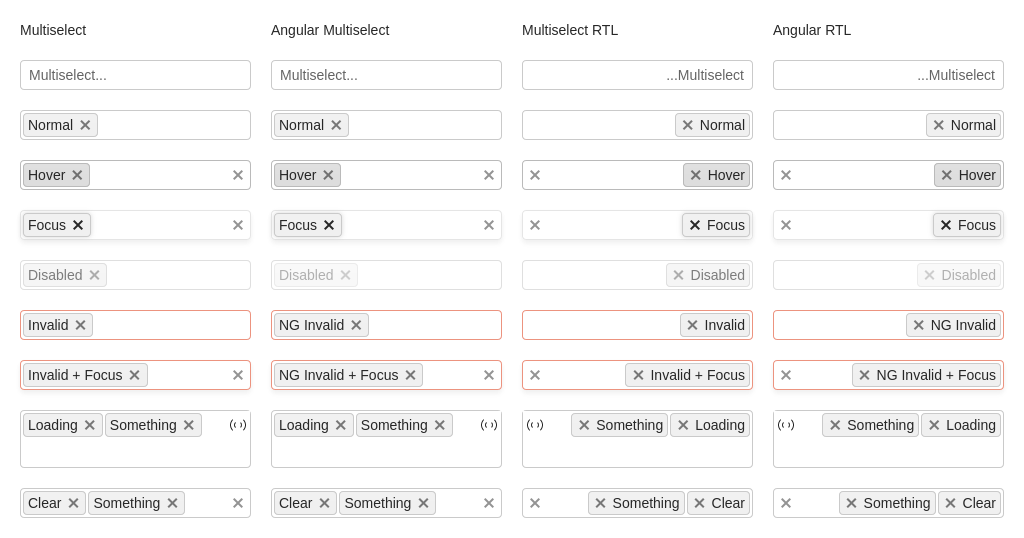 Multiselect Angular Multiselect Multiselect RTL Angular RTL
Multiselect... Multiselect... ...Multiselect ...Multiselect
Normal Normal Normal Normal
Hover Hover Hover Hover
Focus Focus Focus Focus
Disabled Disabled Disabled Disabled
Invalid NG Invalid Invalid NG Invalid
Invalid + Focus NG Invalid + Focus Invalid + Focus NG Invalid + Focus
Loading Something Loading Something Something Loading Something Loading
Clear Something Clear Something Something Clear Something Clear